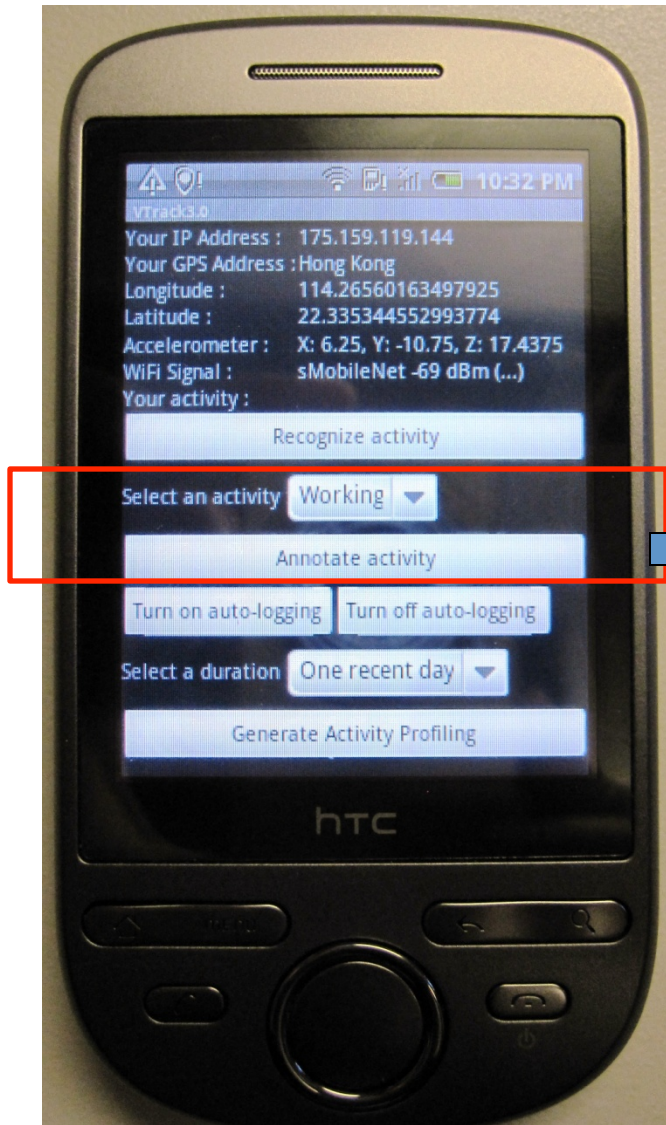 10:32 PM
VTrack3.0
Your IP Address : 175.159.119.144
Your GPS Address : Hong Kong
Longitude : 114.26560163497925
Latitude : 22.335344552993774
Accelerometer : X: 6.25, Y: -10.75, Z: 17.4375
WiFi Signal : sMobileNet -69 dBm (...)
Your activity :
Recognize activity
Select an activity Working
Annotate activity
Turn on auto-logging Turn off auto-logging
Select a duration One recent day
Generate Activity Profiling
hTC
MENU